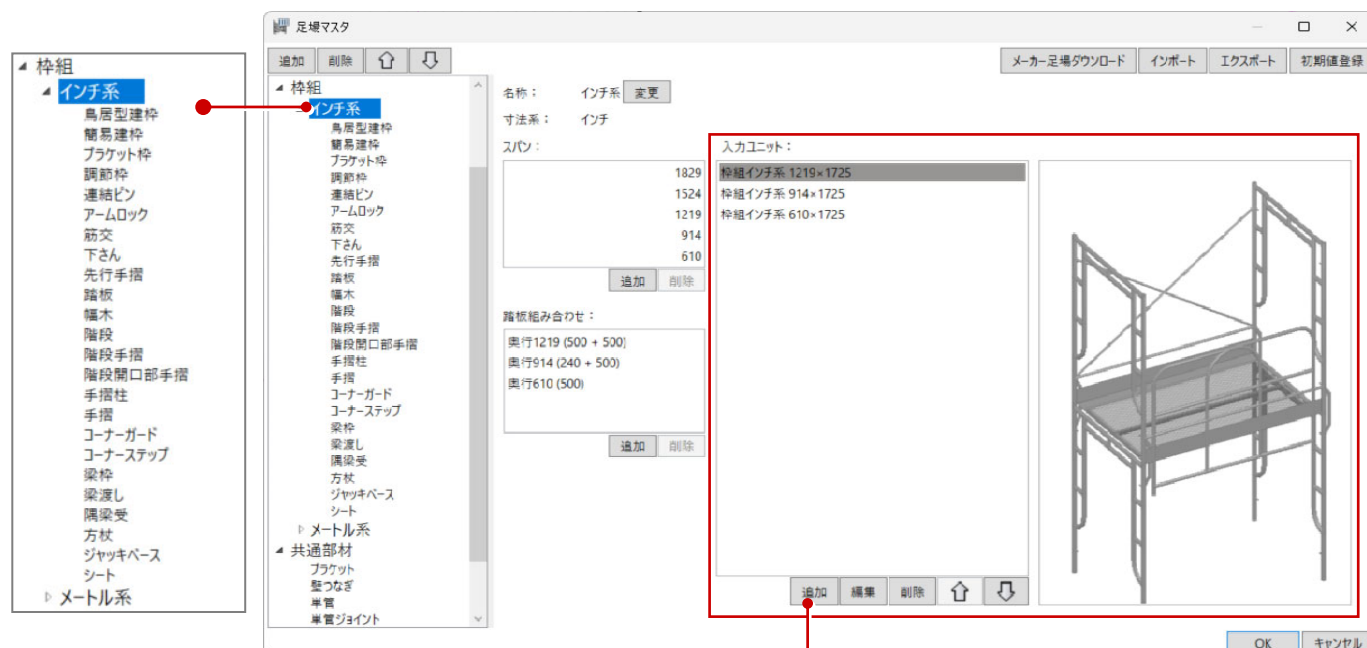 足場マスタ
枠組
インチ系
鳥居型建枠
簡易建枠
ブラケット枠
調節枠
連結ピン
アームロック
筋交
下さん
先行手摺
踏板
幅木
階段
階段手摺
階段開口部手摺
手摺柱
手摺
コーナーガード
コーナーステップ
梁枠
梁渡し
隅梁受
方杖
ジャッキベース
シート
メートル系
追加 削除
メーカー足場ダウンロード インポート エクスポート 初期値登録
枠組
インチ系
鳥居型建枠
簡易建枠
ブラケット枠
調節枠
連結ピン
アームロック
筋交
下さん
先行手摺
踏板
幅木
階段
階段手摺
階段開口部手摺
手摺柱
手摺
コーナーガード
コーナーステップ
梁枠
梁渡し
隅梁受
方杖
ジャッキベース
シート
メートル系
共通部材
ブラケット
壁つなぎ
単管
単管ジョイント
名称： インチ系 変更
寸法系： インチ
スパン：
1829
1524
1219
914
610
追加 削除
踏板組み合わせ：
奥行1219 (500 + 500)
奥行914 (240 + 500)
奥行610 (500)
追加 削除
入力ユニット：
枠組インチ系 1219×1725
枠組インチ系 914×1725
枠組インチ系 610×1725
追加 編集 削除
OK キャンセル